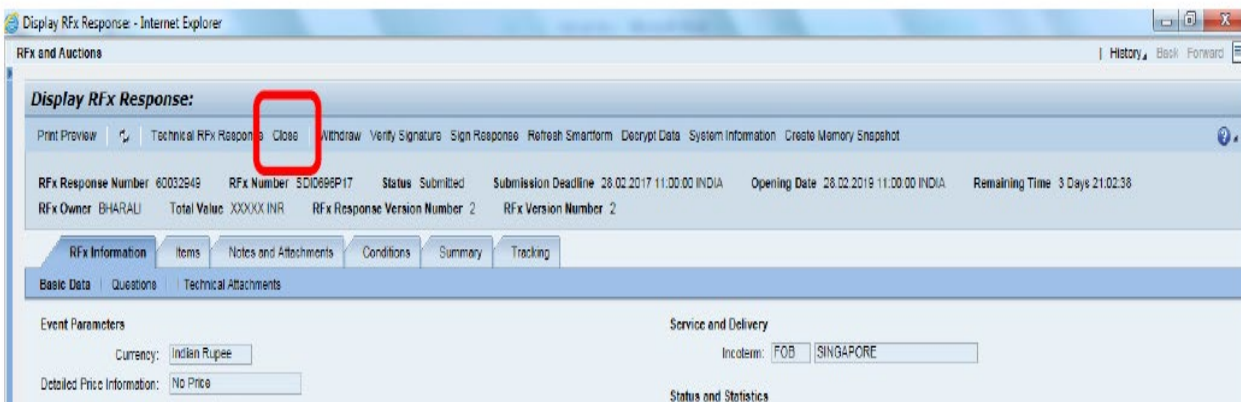 Display RFx Response: - Internet Explorer
RFx and Auctions
History Back Forward
Display RFx Response:
Print Preview Technical RFx Response Close Withdraw Verify Signature Sign Response Refresh Smartform Decrypt Data System Information Create Memory Snapshot
RFx Response Number 60032949 RFx Number SDI0696P17 Status Submitted Submission Deadline 28.02.2017 11:00:00 INDIA Opening Date 28.02.2019 11:00:00 INDIA Remaining Time 3 Days 21:02:38
RFx Owner BHARALI Total Value XXXXX INR RFx Response Version Number 2 RFx Version Number 2
RFx Information Items Notes and Attachments Conditions Summary Tracking
Basic Data Questions Technical Attachments
Event Parameters Service and Delivery
Currency: Indian Rupee Incoterm: FOB SINGAPORE
Detailed Price Information: No Price
Status and Statistics